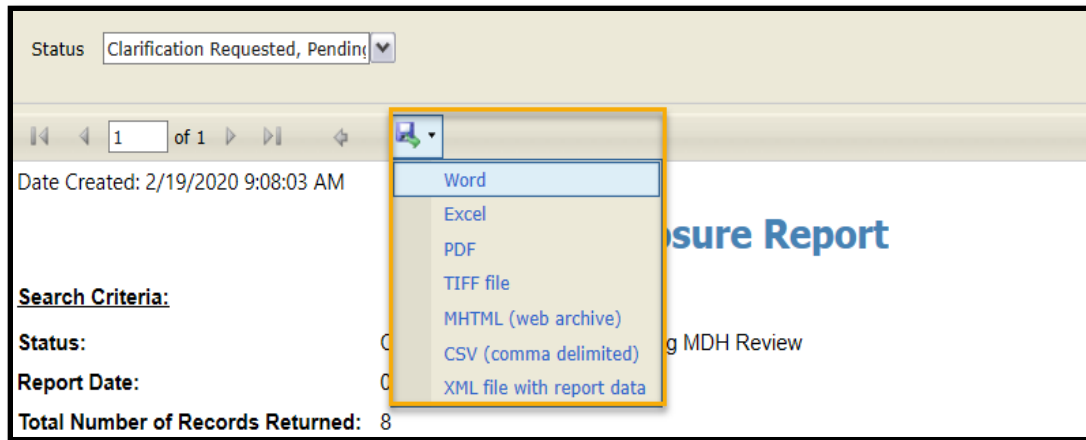 Status Clarification Requested, Pending
1 of 1
Date Created: 2/19/2020 9:08:03 AM
Word
Excel
PDF
TIFF file
MHTML (web archive)
CSV (comma delimited)
XML file with report data
Report
Search Criteria:
Status: MDH Review
Report Date:
Total Number of Records Returned: 8